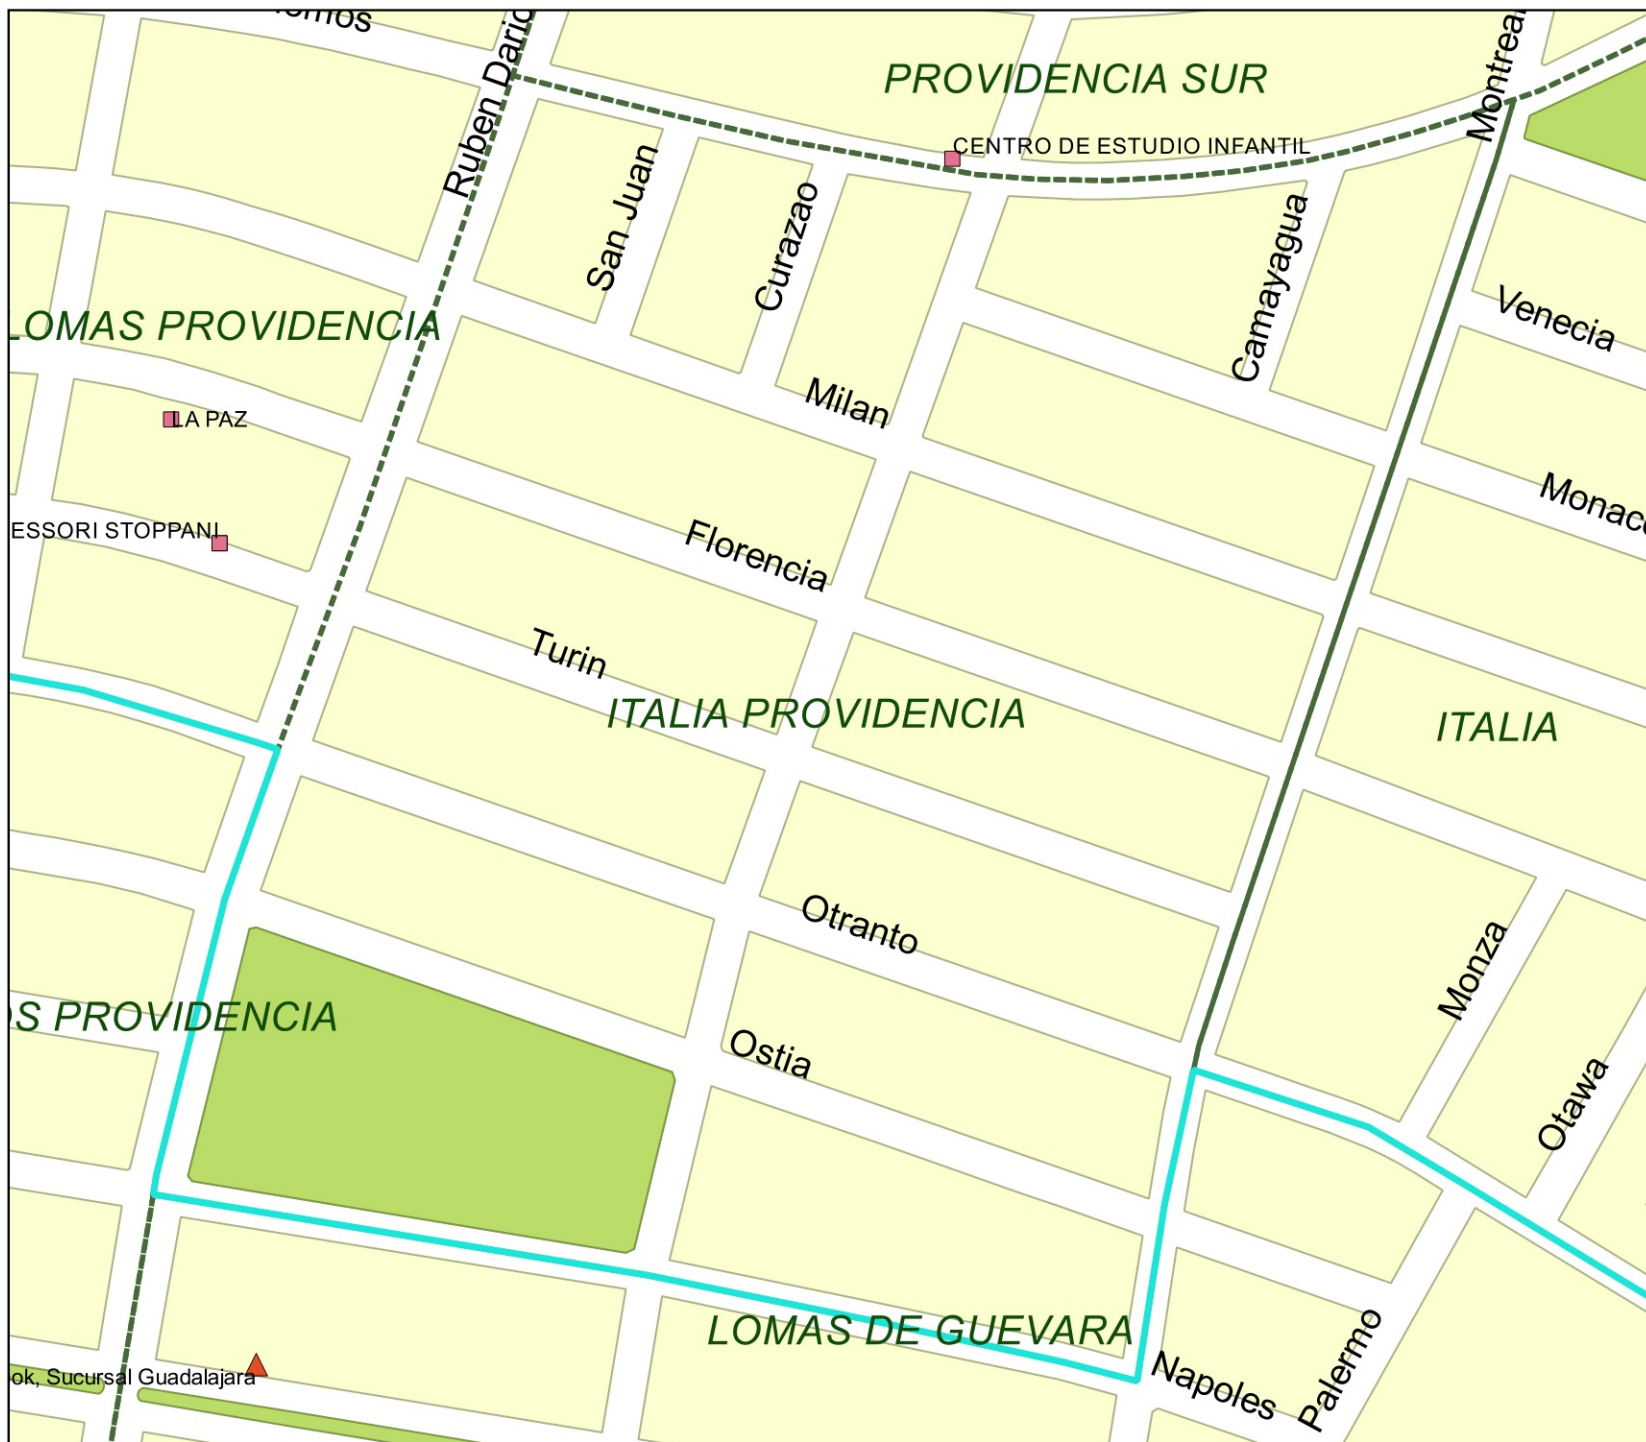 Ruben Dario
Montreal
PROVIDENCIA SUR
CENTRO DE ESTUDIO INFANTIL
San Juan
Curazao
Camayagua
Venecia
LOMAS PROVIDENCIA
Milan
LA PAZ
Monaco
ESSORI STOPPANI
Florencia
Turin
ITALIA PROVIDENCIA
ITALIA
Otranto
Monza
OS PROVIDENCIA
Ostia
Otawa
LOMAS DE GUEVARA
ok, Sucursal Guadalajara
Napoles
Palermo